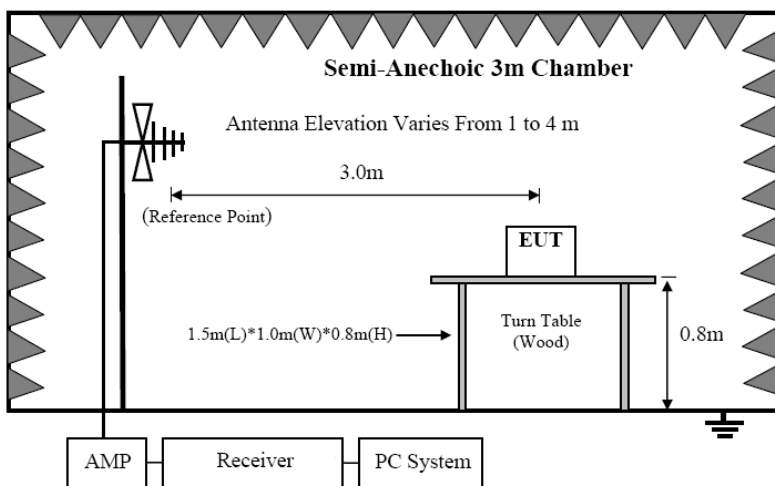 Semi-Anechoic 3m Chamber
Antenna Elevation Varies From 1 to 4 m
3.0m
(Reference Point)
EUT
1.5m(L)*1.0m(W)*0.8m(H)
Turn Table
(Wood)
0.8m
AMP
Receiver
PC System